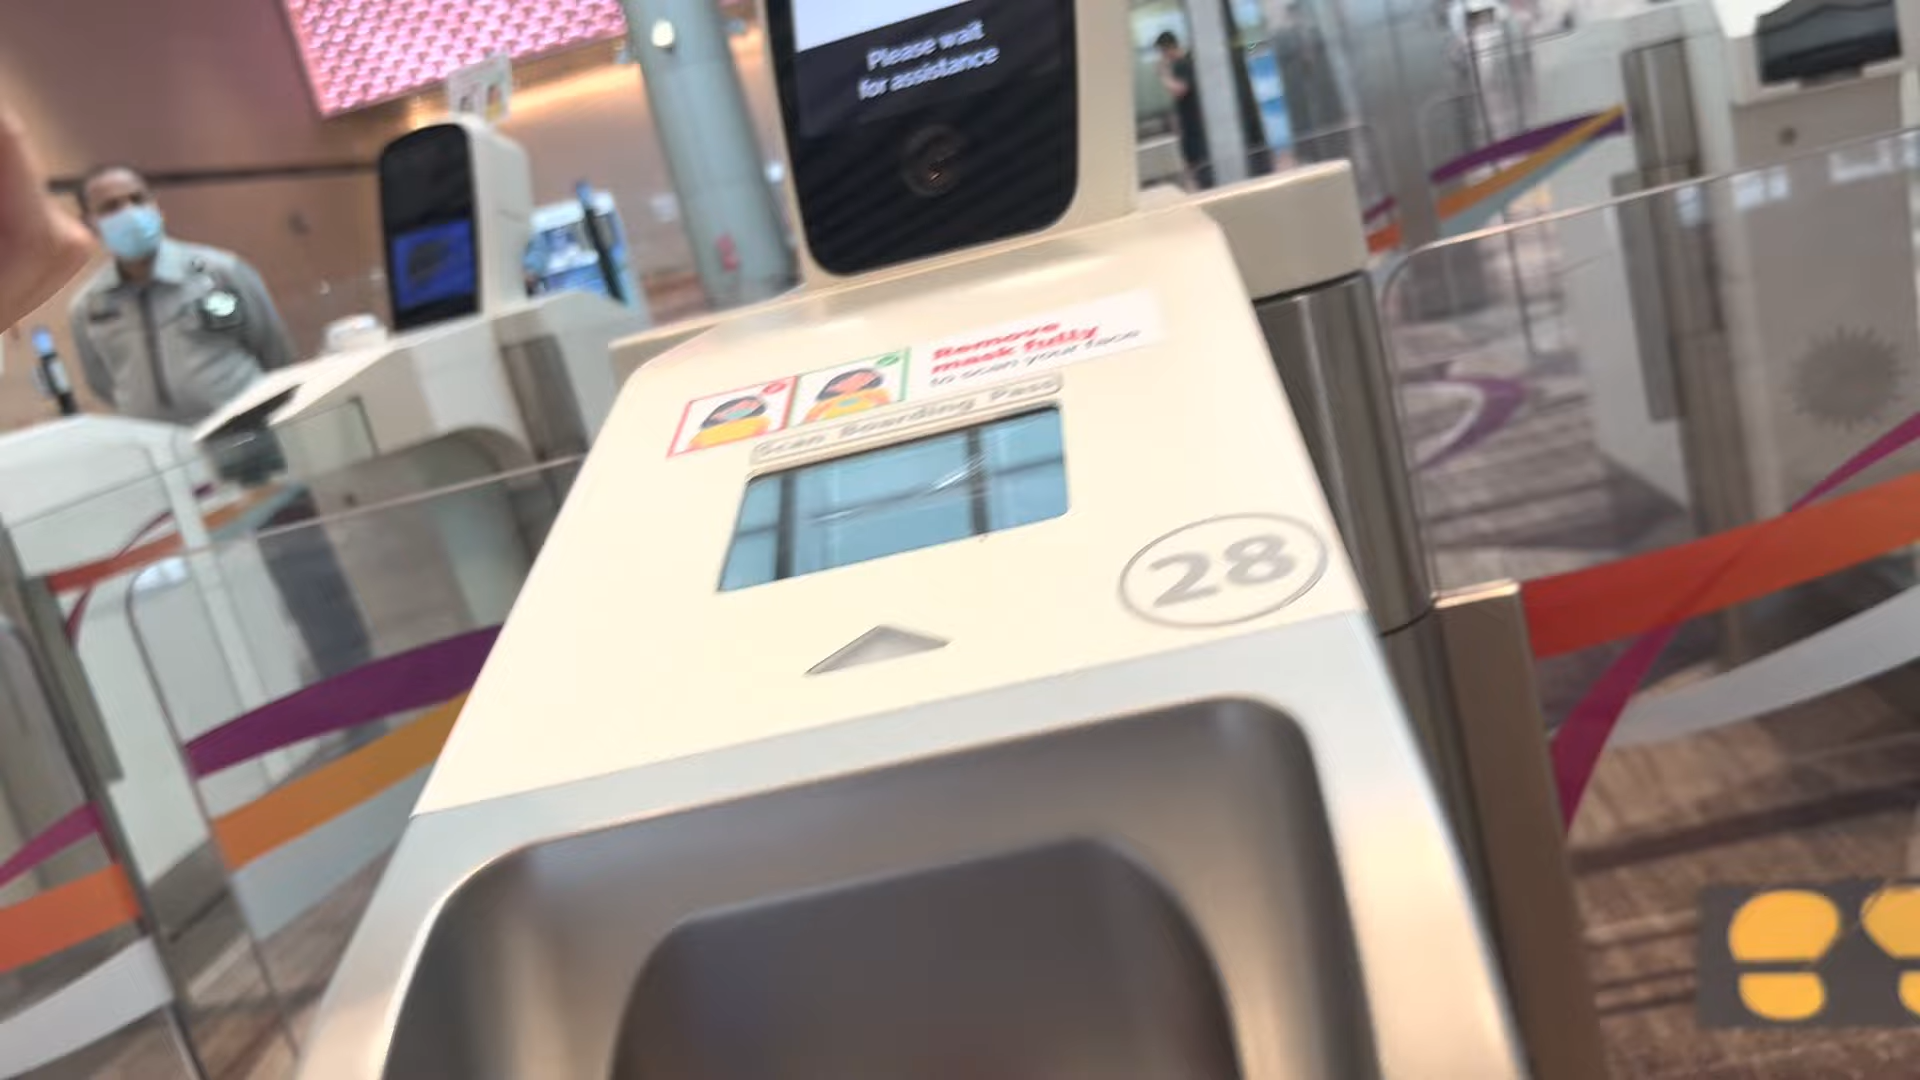 Please wait
for assistance
Remove
mask fully
to scan your face
Scan Boarding Pass
28